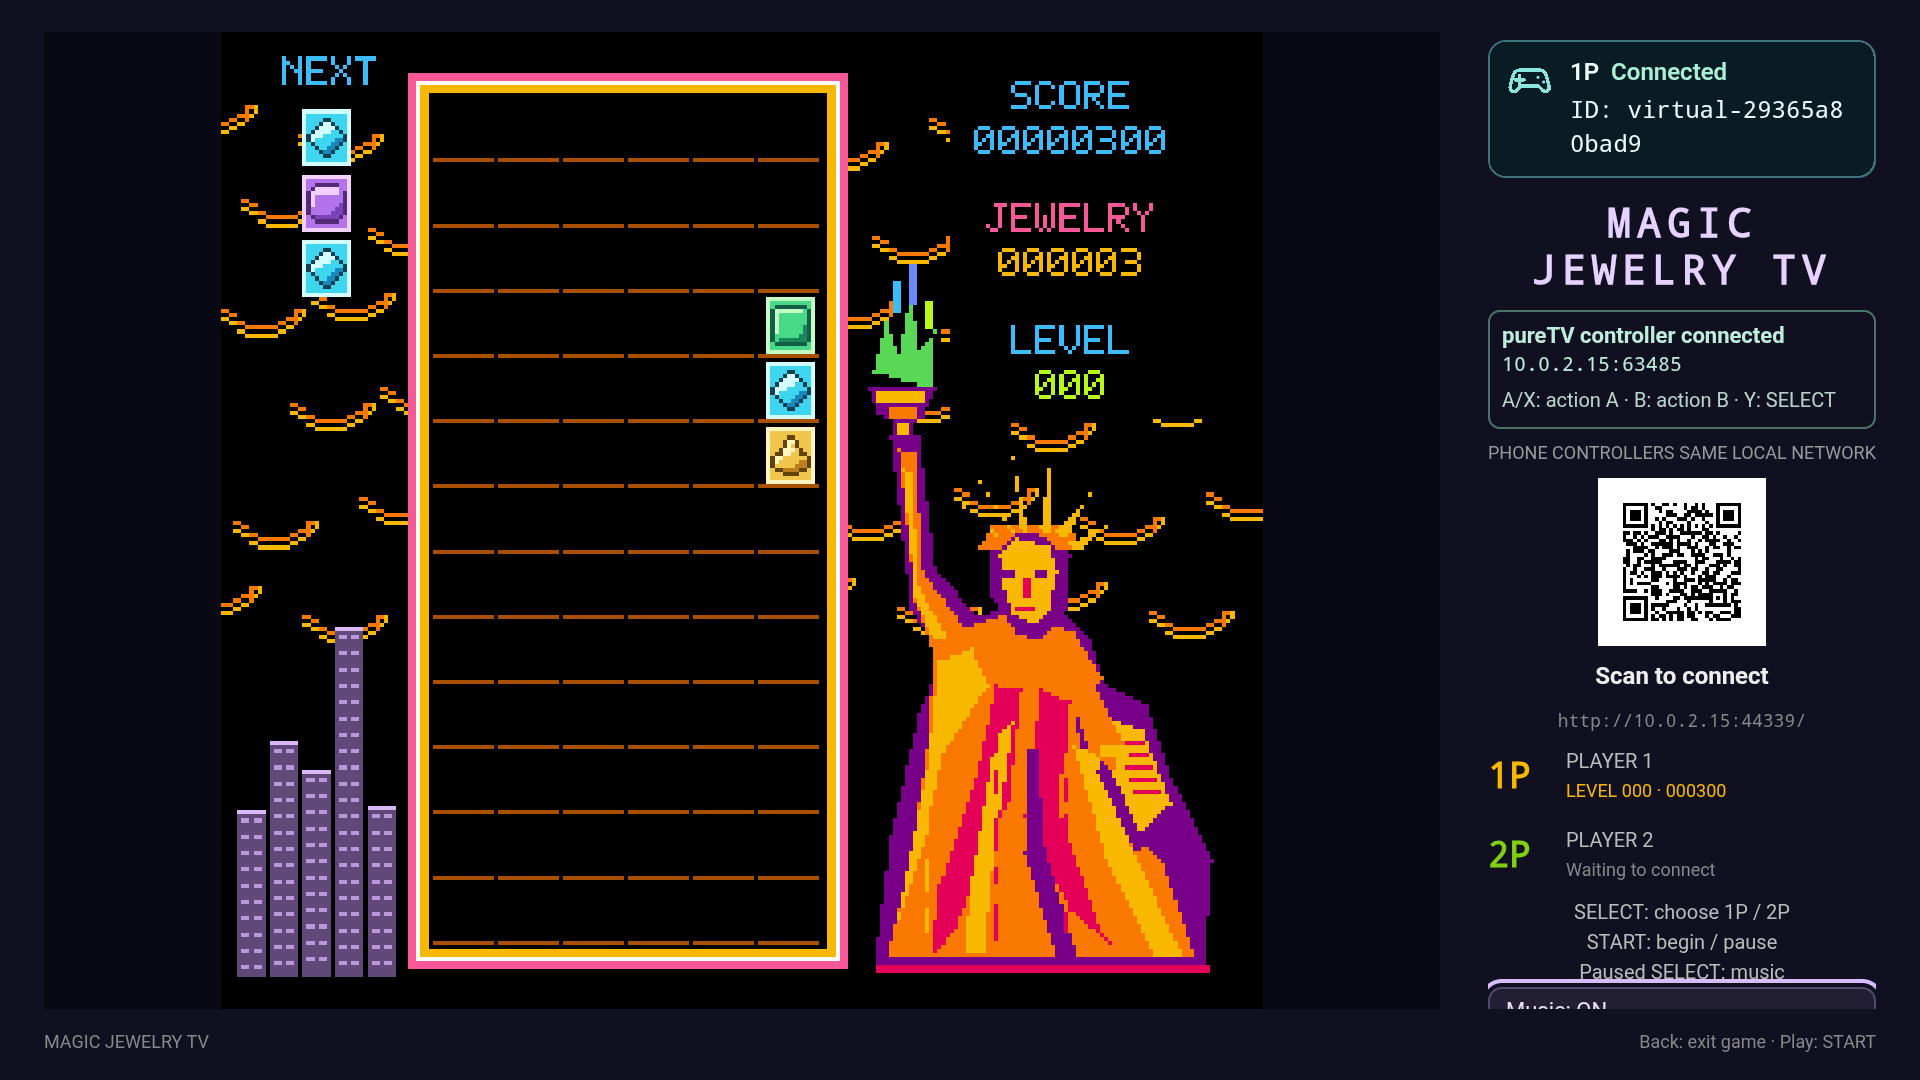 NEXT
SCORE
00000300
JEWELRY
000003
LEVEL
000
1P Connected
ID: virtual-29365a8
0bad9
MAGIC
JEWELRY TV
pureTV controller connected
10.0.2.15:63485
A/X: action A · B: action B · Y: SELECT
PHONE CONTROLLERS SAME LOCAL NETWORK
Scan to connect
http://10.0.2.15:44339/
1P
PLAYER 1
LEVEL 000 · 000300
2P
PLAYER 2
Waiting to connect
SELECT: choose 1P / 2P
START: begin / pause
Paused SELECT: music
Music: ON
MAGIC JEWELRY TV
Back: exit game · Play: START